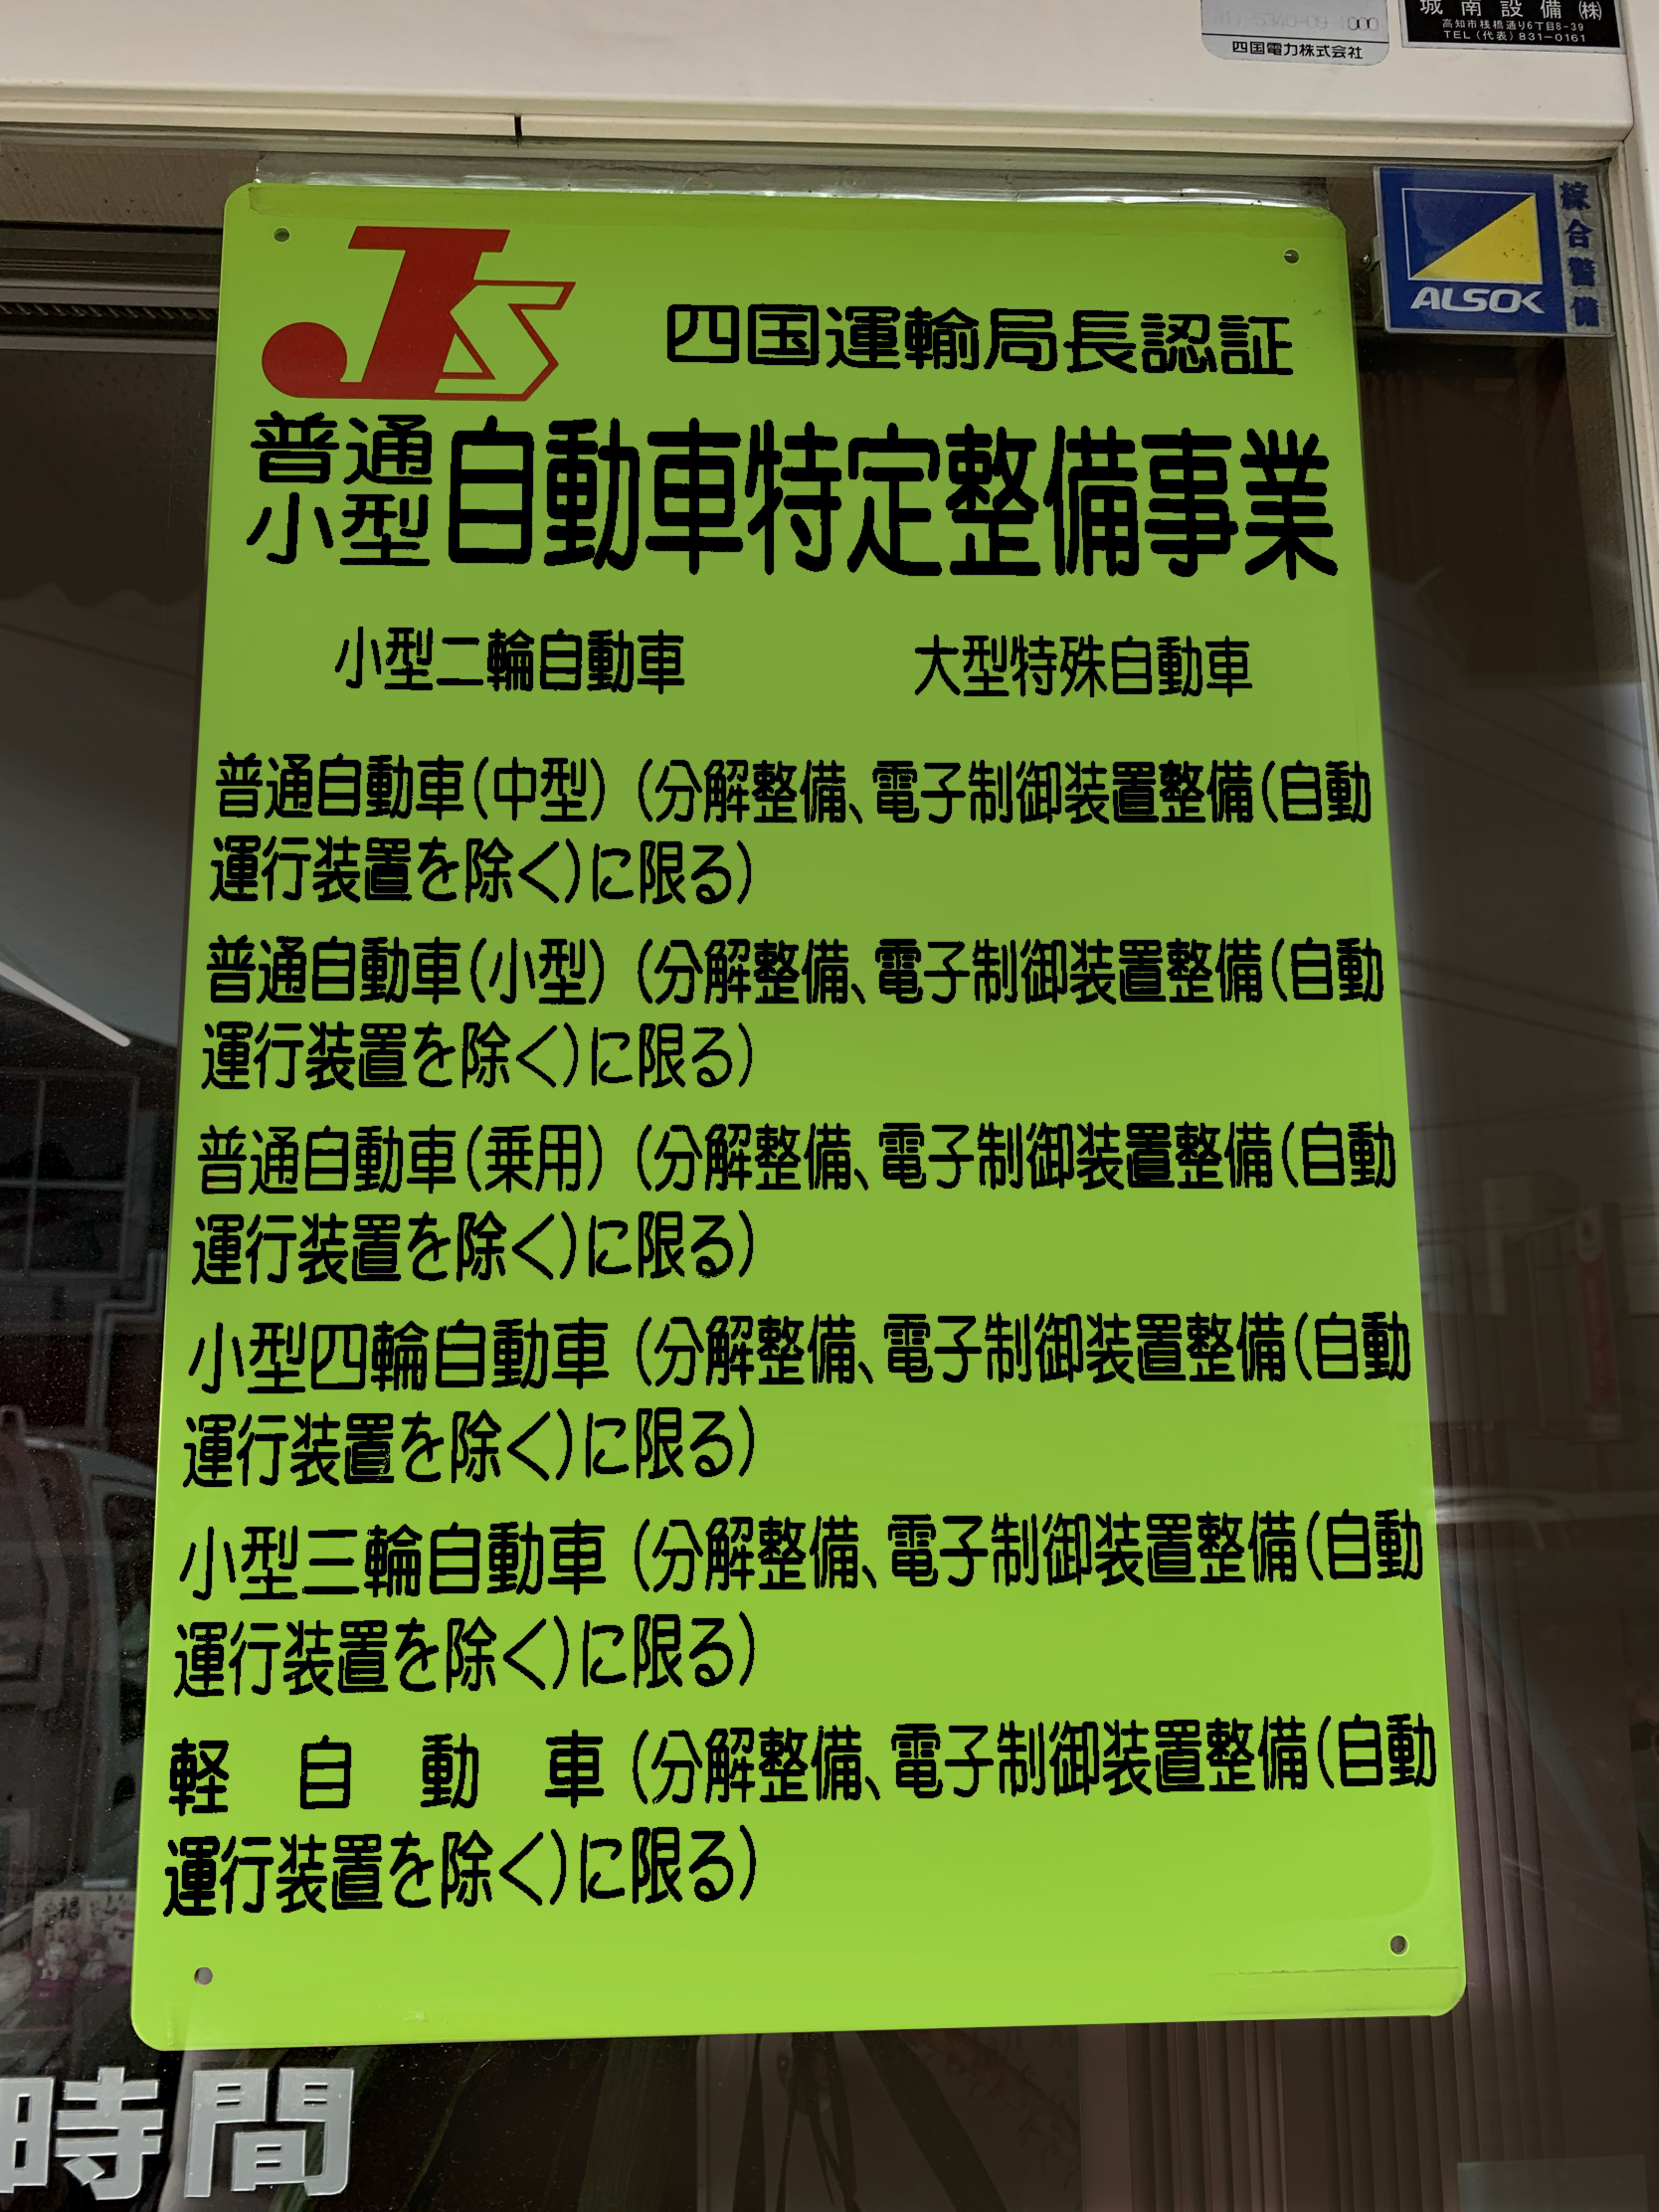 四国電力株式会社
城南設備(株)
高知市桟橋通り6丁目8-39
TEL(代表)831-0161
綜合警備
ALSOK
JS
四国運輸局長認証
普通
小型
自動車特定整備事業
小型二輪自動車 大型特殊自動車
普通自動車(中型) (分解整備、電子制御装置整備(自動
運行装置を除く)に限る)
普通自動車(小型) (分解整備、電子制御装置整備(自動
運行装置を除く)に限る)
普通自動車(乗用) (分解整備、電子制御装置整備(自動
運行装置を除く)に限る)
小型四輪自動車 (分解整備、電子制御装置整備(自動
運行装置を除く)に限る)
小型三輪自動車 (分解整備、電子制御装置整備(自動
運行装置を除く)に限る)
軽自動車(分解整備、電子制御装置整備(自動
運行装置を除く)に限る)
時間